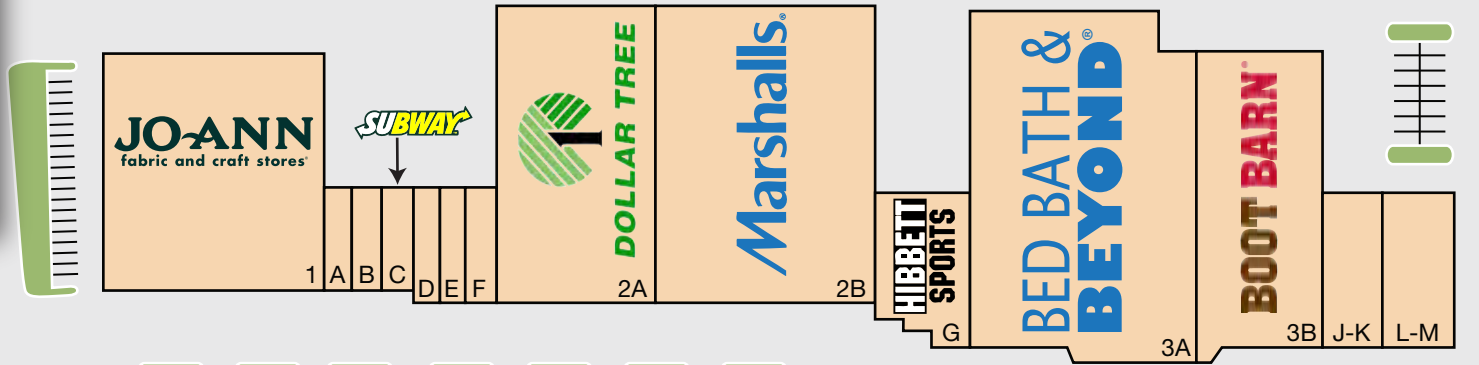 JO-ANN
fabric and craft stores®
1
A
SUBWAY®
B
C
D
E
F
DOLLAR TREE
1
2A
Marshalls®
2B
HIBBETT
SPORTS
G
BED BATH &
BEYOND®
3A
BOOT BARN®
3B
J-K
L-M